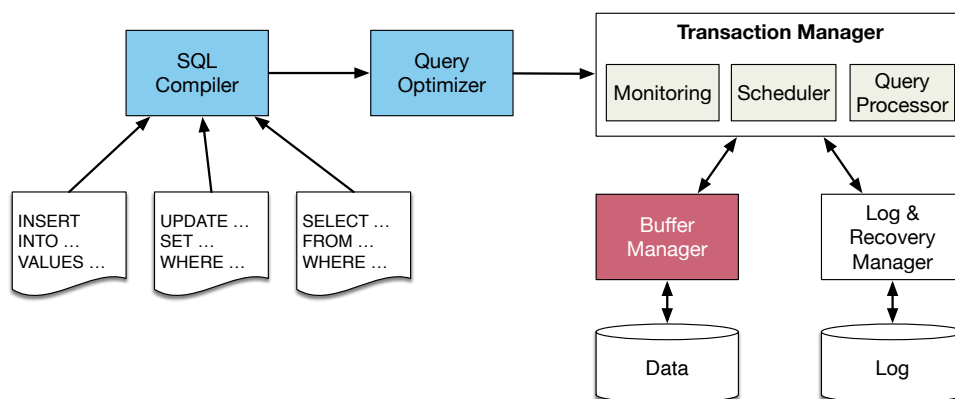 SQL
Compiler
Query
Optimizer
Transaction Manager
Monitoring
Scheduler
Query
Processor
INSERT
INTO …
VALUES …
UPDATE …
SET …
WHERE …
SELECT …
FROM …
WHERE …
Buffer
Manager
Log &
Recovery
Manager
Data
Log